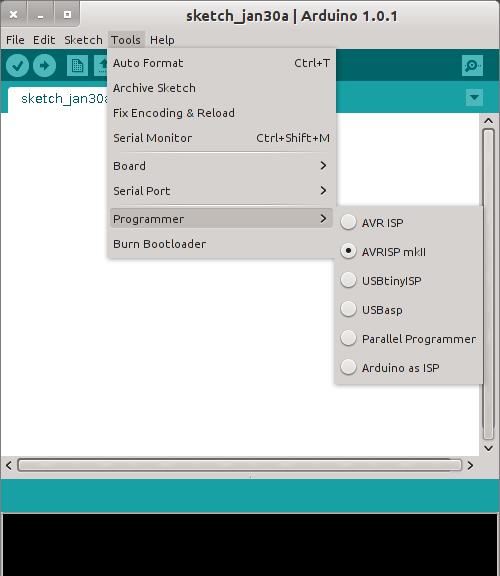 sketch_jan30a | Arduino 1.0.1
File Edit Sketch Tools Help
Auto Format Ctrl+T
Archive Sketch
sketch_jan30a
Fix Encoding & Reload
Serial Monitor Ctrl+Shift+M
Board
Serial Port
Programmer
Burn Bootloader
AVR ISP
AVRISP mkII
USBtinyISP
USBasp
Parallel Programmer
Arduino as ISP